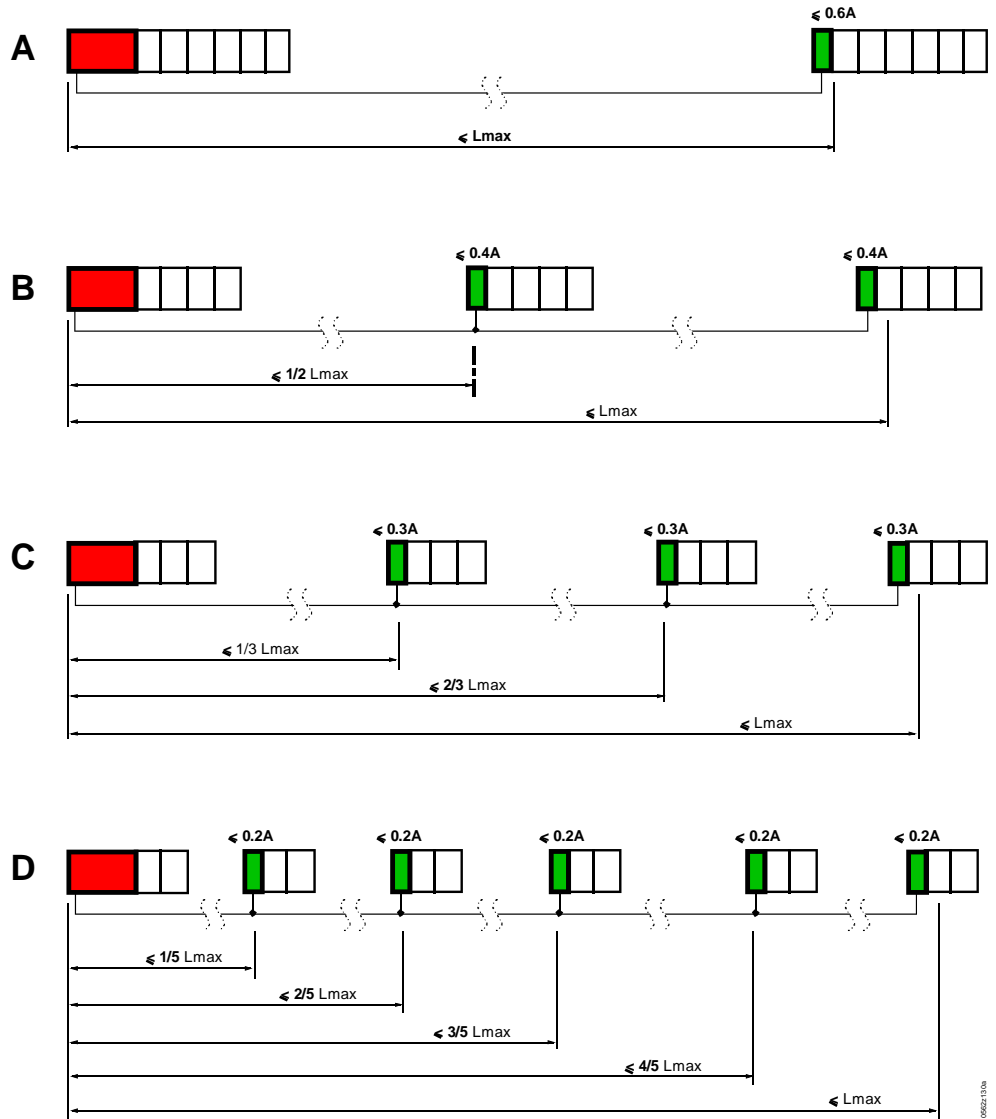 A
⩽ 0.6A
⩽ Lmax
B
⩽ 0.4A
⩽ 0.4A
⩽ 1/2 Lmax
⩽ Lmax
C
⩽ 0.3A
⩽ 0.3A
⩽ 0.3A
⩽ 1/3 Lmax
⩽ 2/3 Lmax
⩽ Lmax
D
⩽ 0.2A
⩽ 0.2A
⩽ 0.2A
⩽ 0.2A
⩽ 0.2A
⩽ 1/5 Lmax
⩽ 2/5 Lmax
⩽ 3/5 Lmax
⩽ 4/5 Lmax
⩽ Lmax
0562z130a